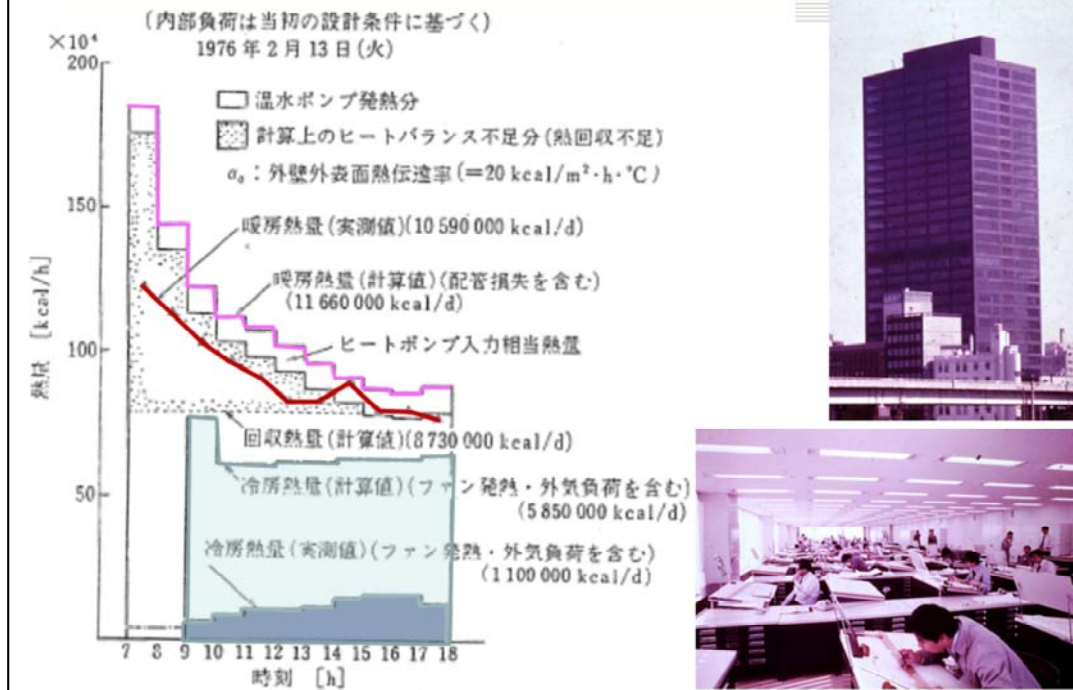 (内部負荷は当初の設計条件に基づく)
1976年2月13日(火)
×10⁴
200
温水ポンプ発熱分
計算上のヒートバランス不足分(熱回収不足)
α₀:外壁外表面熱伝達率(=20 kcal/m²·h·°C)
150
暖房熱量(実測値)(10 590 000 kcal/d)
暖房熱量(計算値)(配管損失を含む)
(11 660 000 kcal/d)
熱量 [kcal/h]
100
ヒートポンプ入力相当熱量
回収熱量(計算値)(8 730 000 kcal/d)
50
冷房熱量(計算値)(ファン発熱・外気負荷を含む)
(5 850 000 kcal/d)
冷房熱量(実測値)(ファン発熱・外気負荷を含む)
(1 100 000 kcal/d)
7 8 9 10 11 12 13 14 15 16 17 18
時刻 [h]